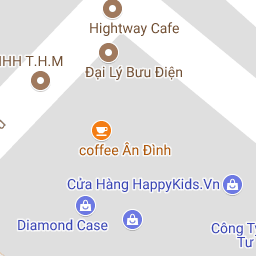 Hightway Cafe
HH T.H.M
Đại Lý Bưu Điện
coffee Ân Đình
Cửa Hàng HappyKids.Vn
Diamond Case
Công Ty
Tư